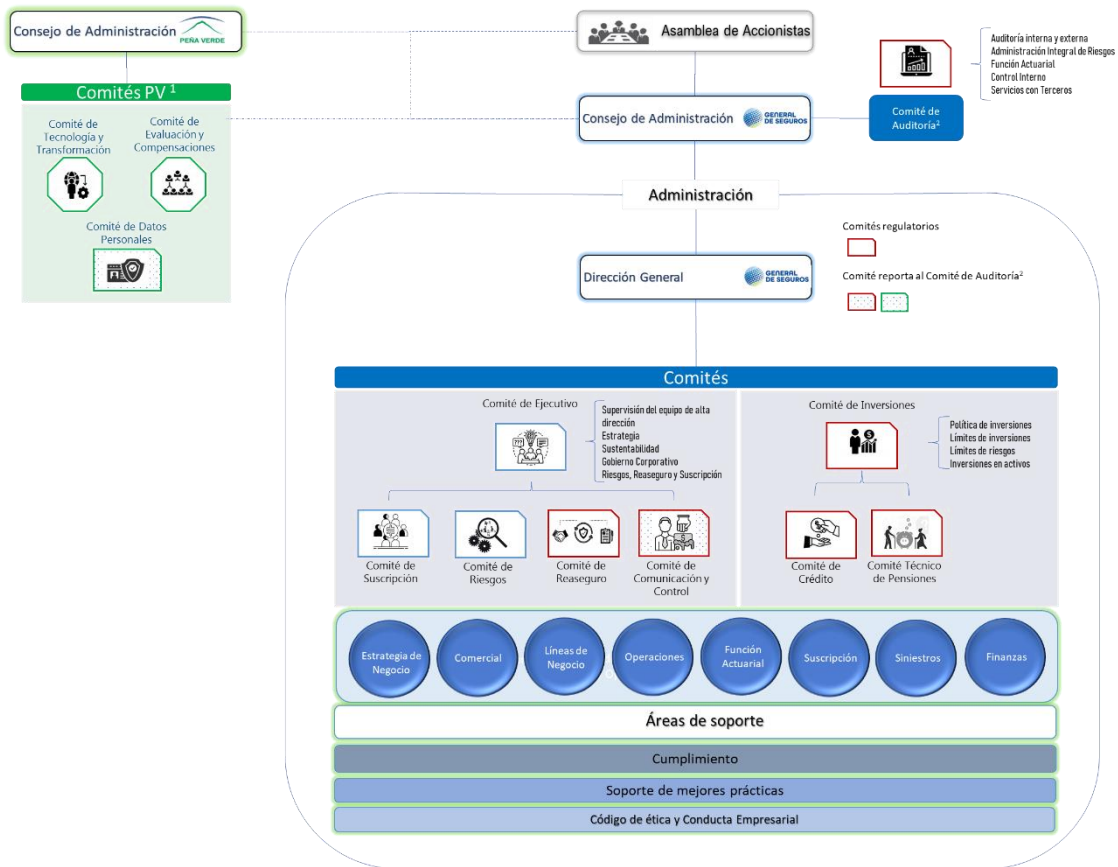 Consejo de Administración
PEÑA VERDE
Asamblea de Accionistas
Auditoría interna y externa
Administración Integral de Riesgos
Función Actuarial
Control Interno
Servicios con Terceros
Comités PV ¹
Comité de
Tecnología y
Transformación
Comité de
Evaluación y
Compensaciones
Comité de Datos
Personales
Consejo de Administración
GENERAL
DE SEGUROS
Comité de
Auditoría²
Administración
Comités regulatorios
Dirección General
GENERAL
DE SEGUROS
Comité reporta al Comité de Auditoría²
Comités
Comité de Ejecutivo
Supervisión del equipo de alta
dirección
Estrategia
Sustentabilidad
Gobierno Corporativo
Riesgos, Reaseguro y Suscripción
Comité de Inversiones
Política de inversiones
Límites de inversiones
Límites de riesgos
Inversiones en activos
Comité de
Suscripción
Comité de
Riesgos
Comité de
Reaseguro
Comité de
Comunicación y
Control
Comité de
Crédito
Comité Técnico
de Pensiones
Estrategia de
Negocio
Comercial
Líneas de
Negocio
Operaciones
Función
Actuarial
Suscripción
Siniestros
Finanzas
Áreas de soporte
Cumplimiento
Soporte de mejores prácticas
Código de ética y Conducta Empresarial